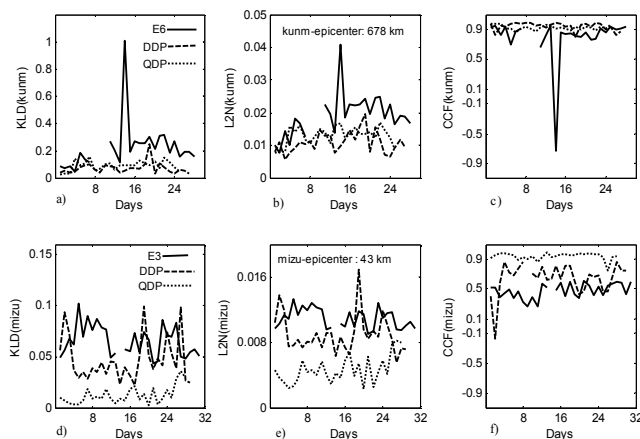 E6
DDP
QDP
1
0.8
0.6
0.4
0.2
0
KLD(kunm)
8 16 24
Days
a)
kunm-epicenter: 678 km
0.05
0.04
0.03
0.02
0.01
0
L2N(kunm)
8 16 24
Days
b)
0.9
0.5
0.1
-0.1
-0.5
-0.9
CCF(kunm)
8 16 24
Days
c)
E3
DDP
QDP
0.15
0.1
0.05
0
KLD(mizu)
8 16 24 32
Days
d)
mizu-epicenter : 43 km
0.016
0.008
0
L2N(mizu)
8 16 24 31
Days
e)
0.9
0.5
0.1
-0.1
-0.5
-0.9
CCF(mizu)
8 16 24 31
Days
f)